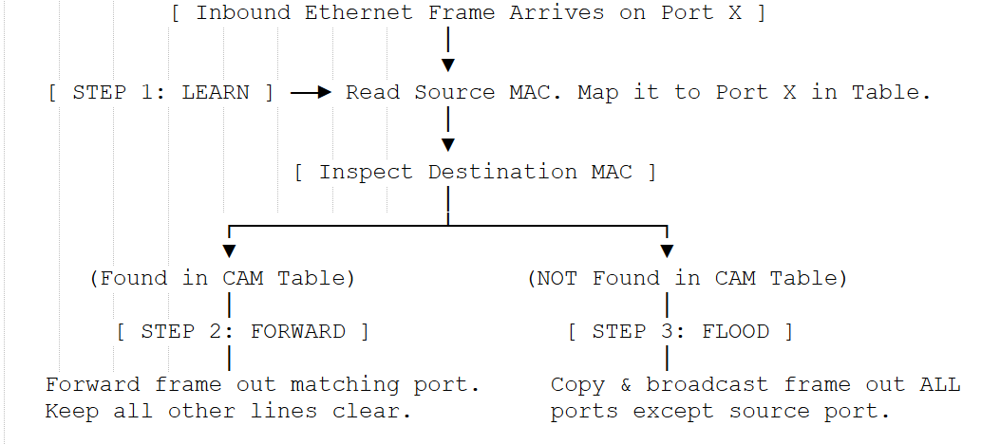 [ Inbound Ethernet Frame Arrives on Port X ]
[ STEP 1: LEARN ] ──► Read Source MAC. Map it to Port X in Table.
[ Inspect Destination MAC ]
(Found in CAM Table) (NOT Found in CAM Table)
[ STEP 2: FORWARD ] [ STEP 3: FLOOD ]
Forward frame out matching port. Copy & broadcast frame out ALL
Keep all other lines clear. ports except source port.